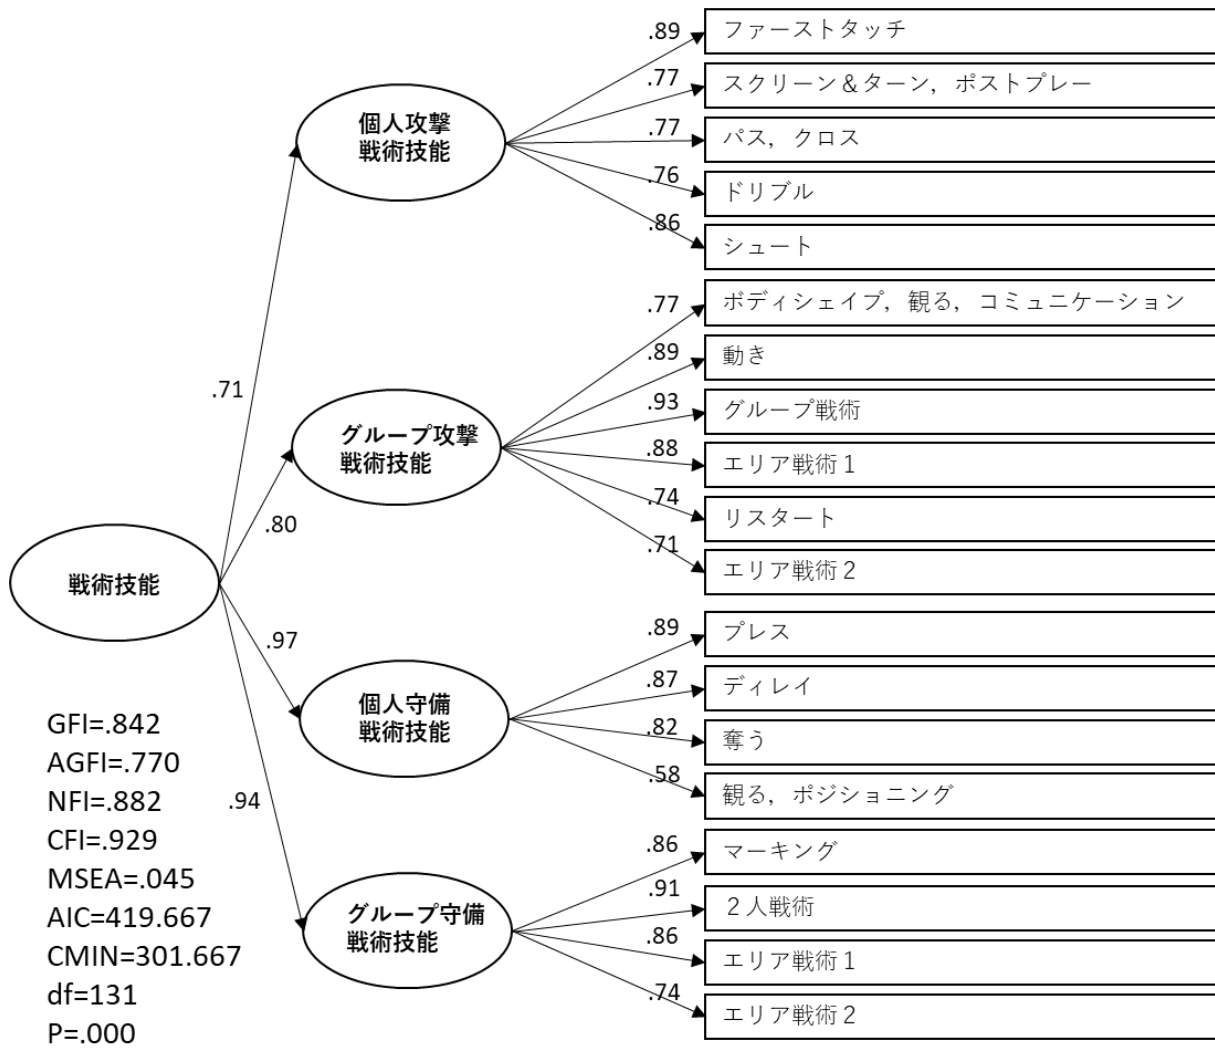 .89
ファーストタッチ
.77
スクリーン＆ターン，ポストプレー
個人攻撃
戦術技能
.77
パス，クロス
.76
ドリブル
.86
シュート
.71
.77
ボディシェイプ，観る，コミュニケーション
.89
動き
.93
グループ戦術
グループ攻撃
戦術技能
.88
エリア戦術１
.74
リスタート
.71
エリア戦術２
.80
戦術技能
.97
.89
プレス
.87
ディレイ
個人守備
戦術技能
.82
奪う
.58
観る，ポジショニング
.94
.86
マーキング
.91
２人戦術
グループ守備
戦術技能
.86
エリア戦術１
.74
エリア戦術２
GFI=.842
AGFI=.770
NFI=.882
CFI=.929
MSEA=.045
AIC=419.667
CMIN=301.667
df=131
P=.000